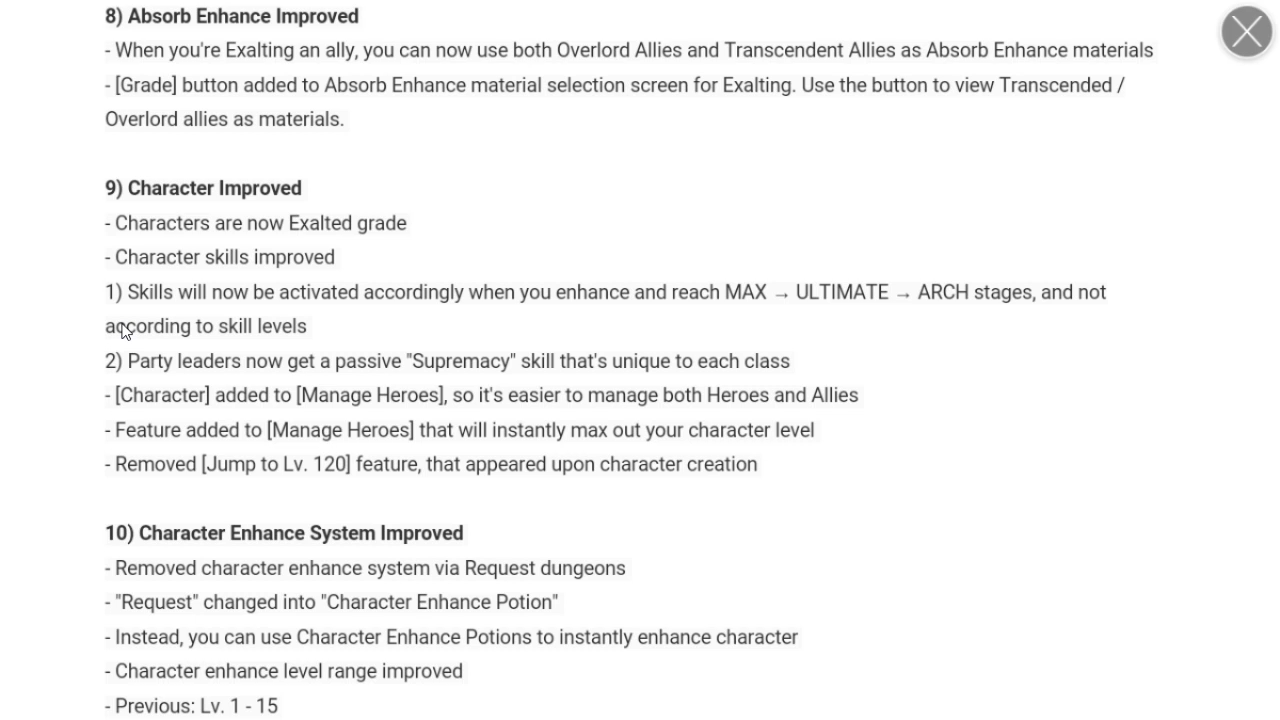 8) Absorb Enhance Improved
- When you're Exalting an ally, you can now use both Overlord Allies and Transcendent Allies as Absorb Enhance materials
- [Grade] button added to Absorb Enhance material selection screen for Exalting. Use the button to view Transcended /
Overlord allies as materials.
9) Character Improved
- Characters are now Exalted grade
- Character skills improved
1) Skills will now be activated accordingly when you enhance and reach MAX → ULTIMATE → ARCH stages, and not
according to skill levels
2) Party leaders now get a passive "Supremacy" skill that's unique to each class
- [Character] added to [Manage Heroes], so it's easier to manage both Heroes and Allies
- Feature added to [Manage Heroes] that will instantly max out your character level
- Removed [Jump to Lv. 120] feature, that appeared upon character creation
10) Character Enhance System Improved
- Removed character enhance system via Request dungeons
- "Request" changed into "Character Enhance Potion"
- Instead, you can use Character Enhance Potions to instantly enhance character
- Character enhance level range improved
- Previous: Lv. 1 - 15